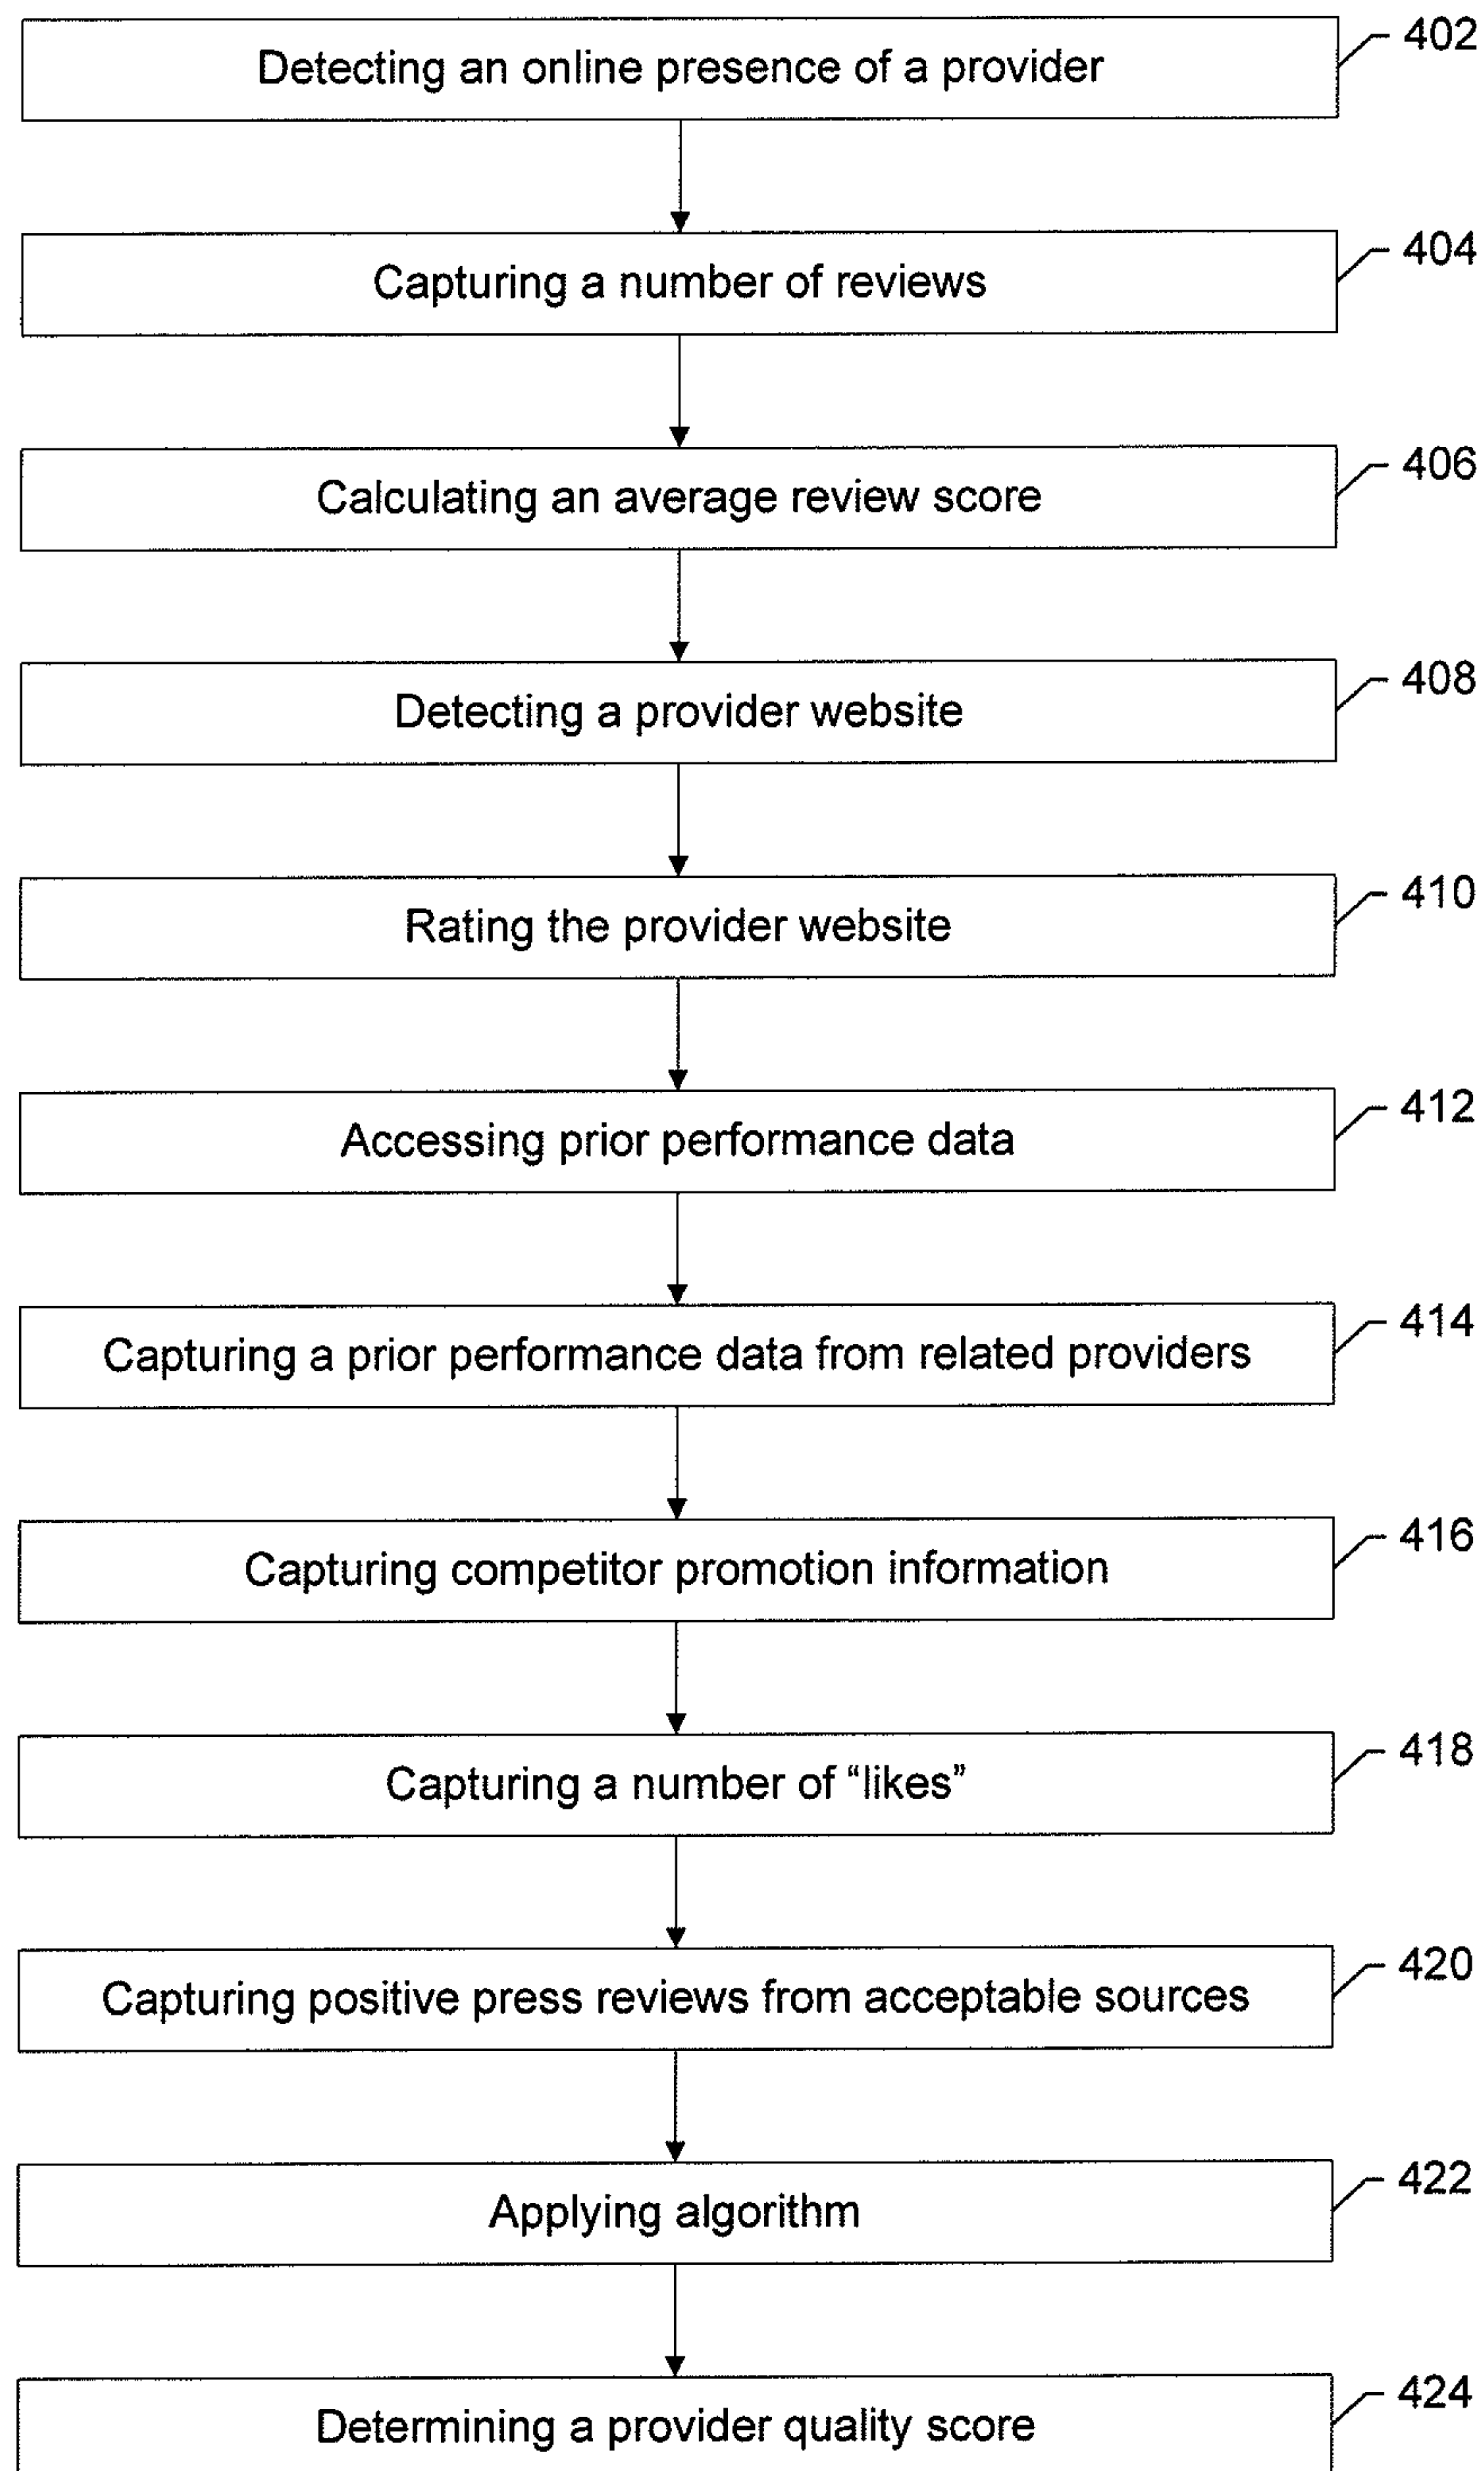 Detecting an online presence of a provider
402
Capturing a number of reviews
404
Calculating an average review score
406
Detecting a provider website
408
Rating the provider website
410
Accessing prior performance data
412
Capturing a prior performance data from related providers
414
Capturing competitor promotion information
416
Capturing a number of “likes”
418
Capturing positive press reviews from acceptable sources
420
Applying algorithm
422
Determining a provider quality score
424